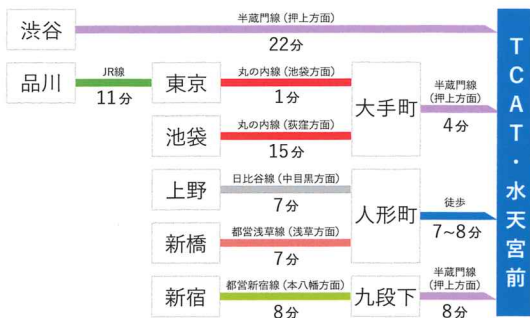 渋谷
半蔵門線(押上方面)
22分
品川
JR線
11分
東京
丸の内線(池袋方面)
1分
池袋
丸の内線(荻窪方面)
15分
大手町
半蔵門線
(押上方面)
4分
上野
日比谷線(中目黒方面)
7分
新橋
都営浅草線(浅草方面)
7分
人形町
徒歩
7~8分
新宿
都営新宿線(本八幡方面)
8分
九段下
半蔵門線
(押上方面)
8分
TCAT・水天宮前